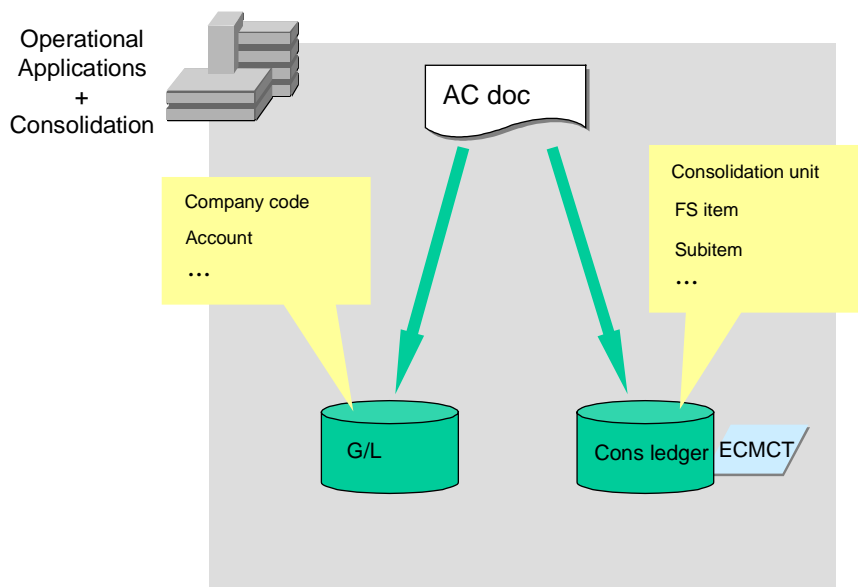 Operational
Applications
+
Consolidation
AC doc
Company code
Account
…
Consolidation unit
FS item
Subitem
…
G/L
Cons ledger
ECMCT